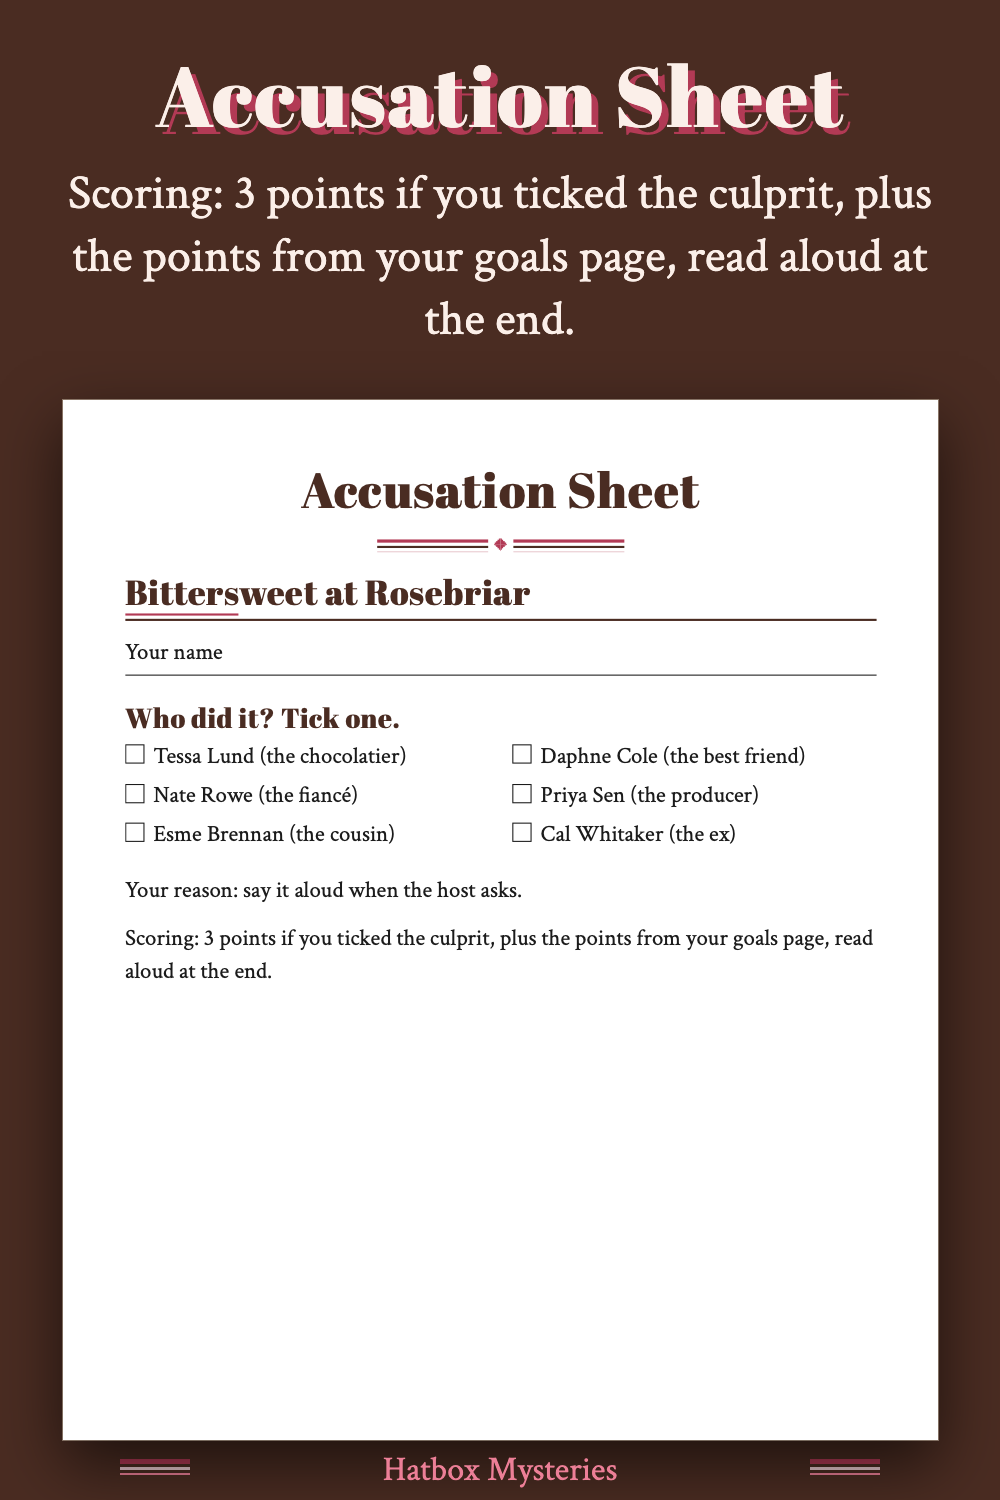 Accusation Sheet
Scoring: 3 points if you ticked the culprit, plus
the points from your goals page, read aloud at
the end.
Accusation Sheet
Bittersweet at Rosebriar
Your name
Who did it? Tick one.
Tessa Lund (the chocolatier)
Daphne Cole (the best friend)
Nate Rowe (the fiancé)
Priya Sen (the producer)
Esme Brennan (the cousin)
Cal Whitaker (the ex)
Your reason: say it aloud when the host asks.
Scoring: 3 points if you ticked the culprit, plus the points from your goals page, read
aloud at the end.
Hatbox Mysteries